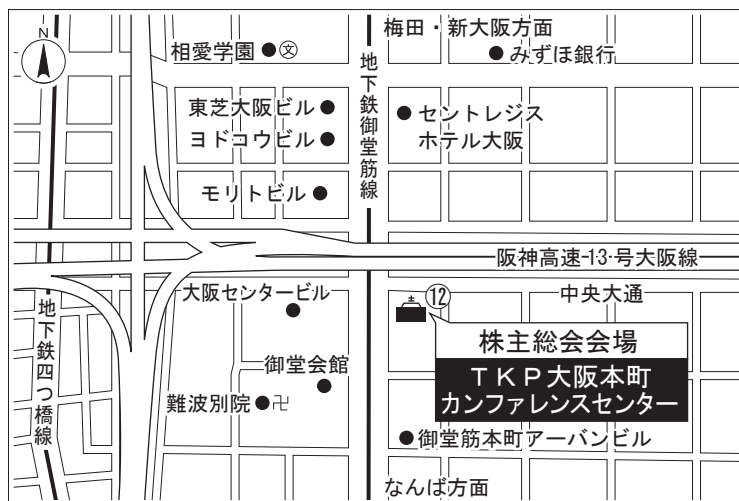 N
梅田・新大阪方面
相愛学園
文
みずほ銀行
地下鉄御堂筋線
東芝大阪ビル
セントレジス
ホテル大阪
ヨドコウビル
モリトビル
阪神高速13号大阪線
大阪センタービル
⑫
中央大通
地下鉄四つ橋線
株主総会会場
TKP大阪本町
カンファレンスセンター
御堂会館
難波別院
卍
御堂筋本町アーバンビル
なんば方面